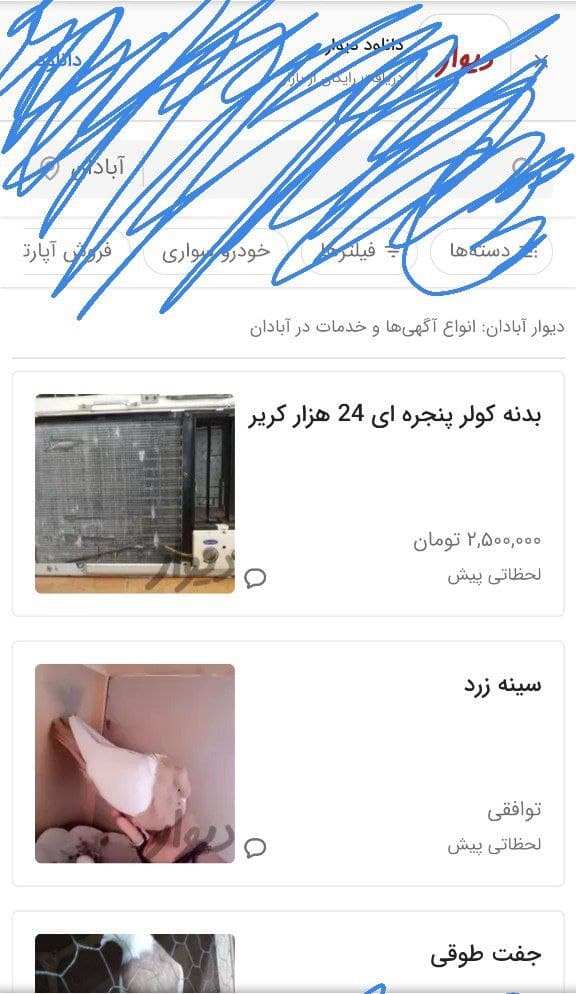 دانلود دیوار
دریافت رایگان از بازار
دیوار
دانلود
آبادان
دسته‌ها
فیلترها
خودرو سواری
فروش آپارت
دیوار آبادان: انواع آگهی‌ها و خدمات در آبادان
بدنه کولر پنجره ای 24 هزار کریر
۲,۵۰۰,۰۰۰ تومان
لحظاتی پیش
دیوار
سینه زرد
توافقی
لحظاتی پیش
دیوار
جفت طوقی